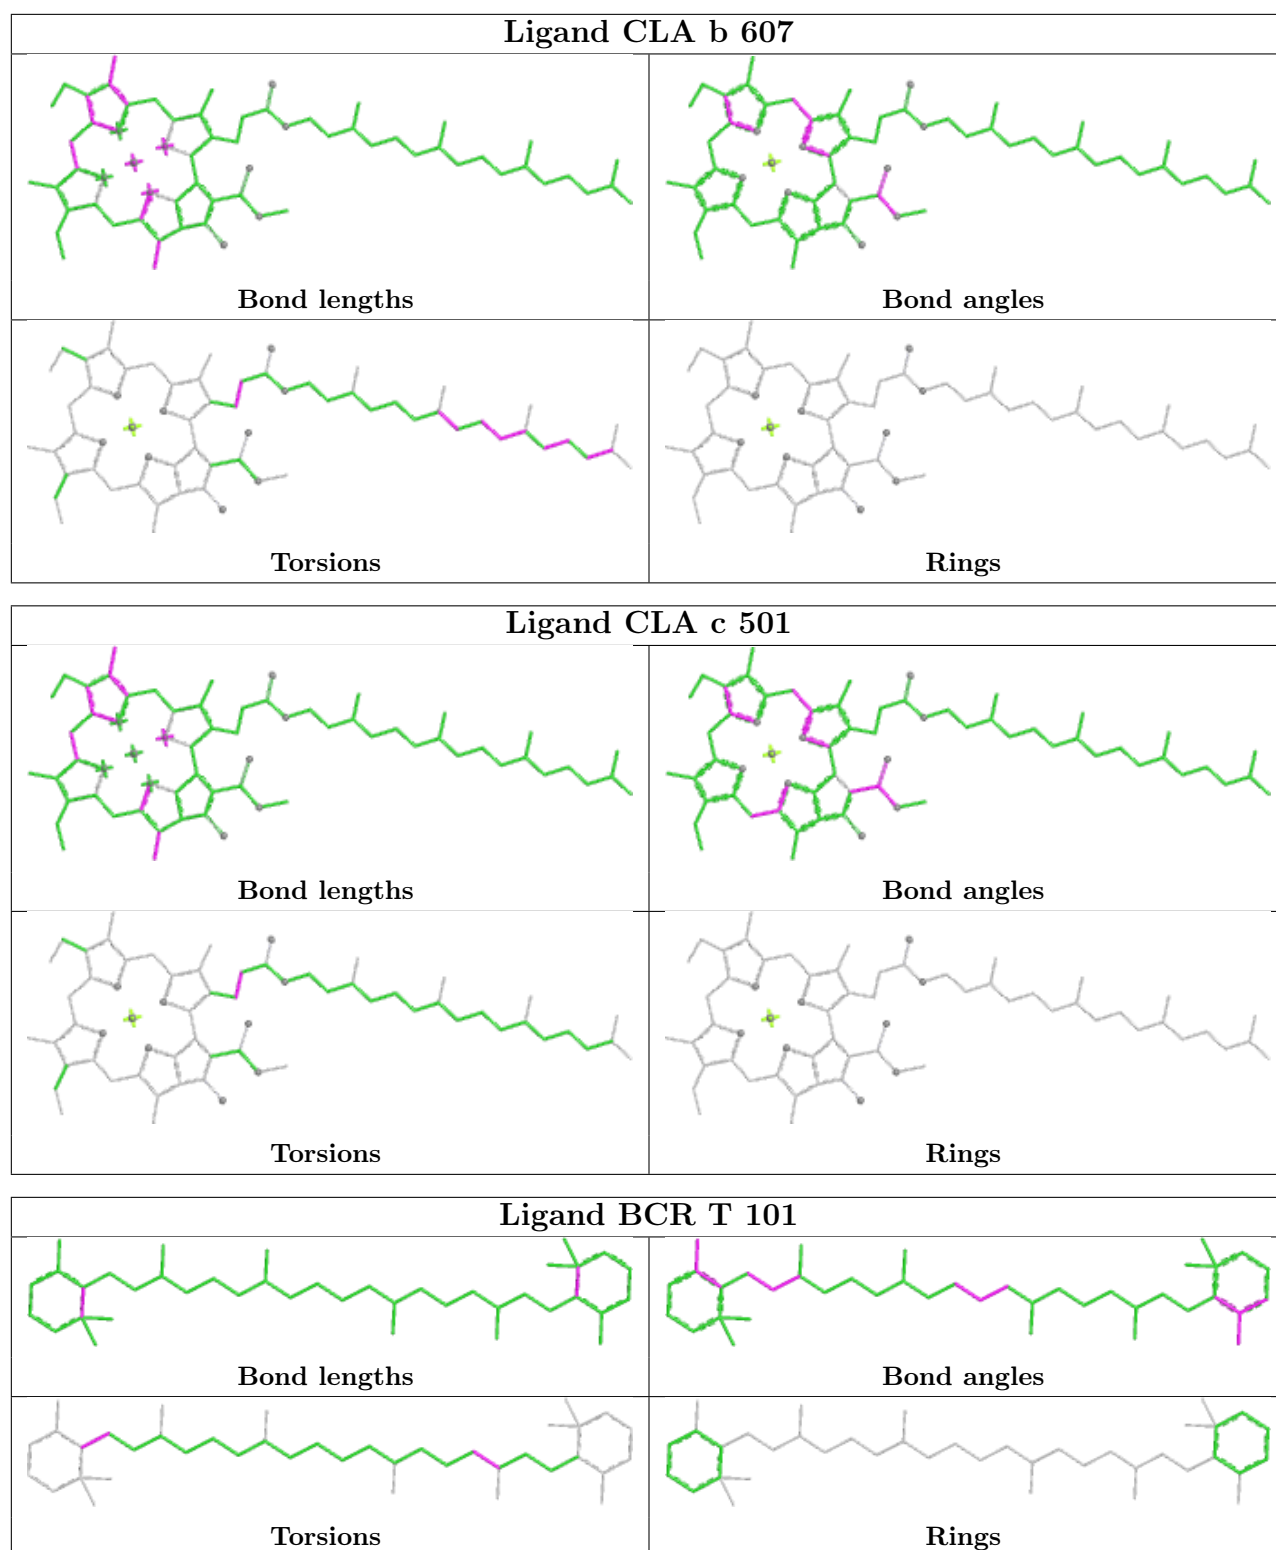 Ligand CLA b 607
Bond lengths
Bond angles
Torsions
Rings
Ligand CLA c 501
Bond lengths
Bond angles
Torsions
Rings
Ligand BCR T 101
Bond lengths
Bond angles
Torsions
Rings